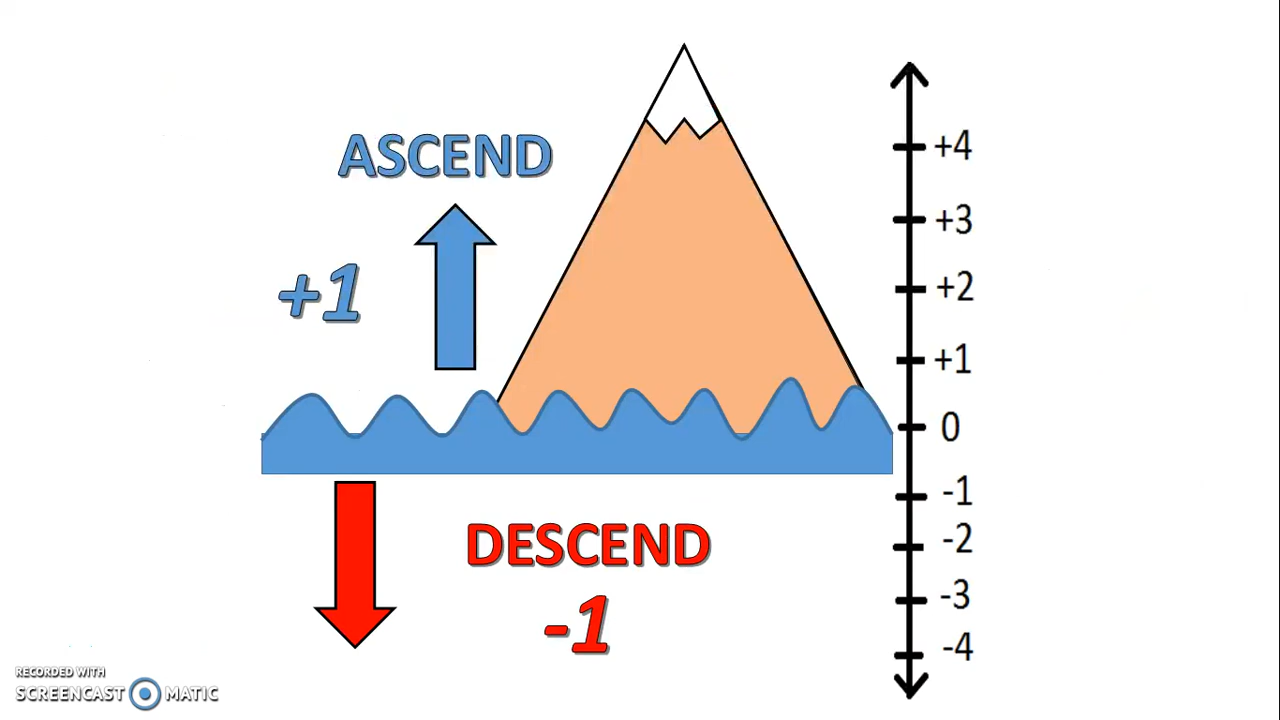 ASCEND
+1
DESCEND
-1
+4
+3
+2
+1
0
-1
-2
-3
-4
RECORDED WITH
SCREENCAST MATIC